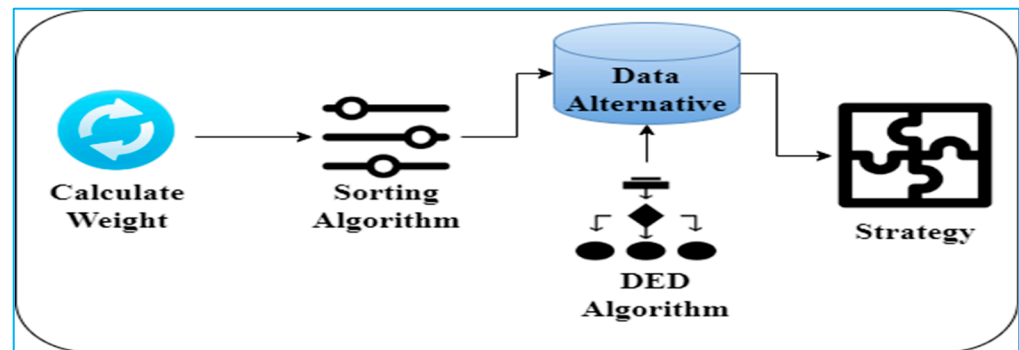 Calculate
Weight
Sorting
Algorithm
Data
Alternative
DED
Algorithm
Strategy